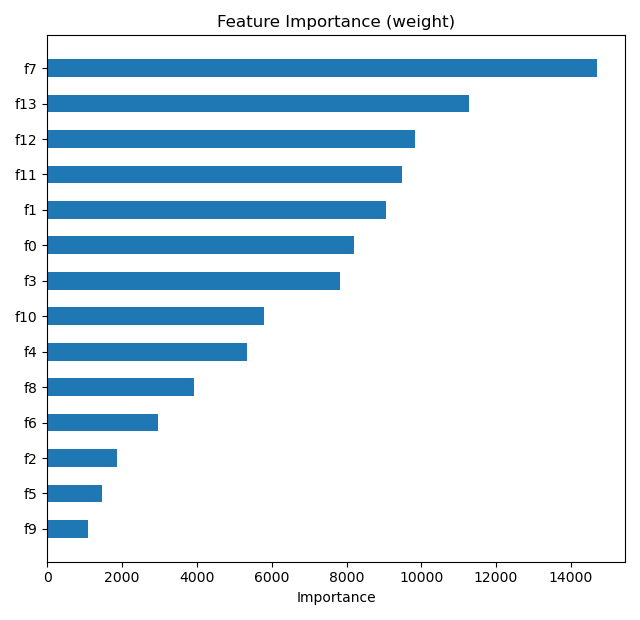 Feature Importance (weight)
f7
f13
f12
f11
f1
f0
f3
f10
f4
f8
f6
f2
f5
f9
0 2000 4000 6000 8000 10000 12000 14000
Importance